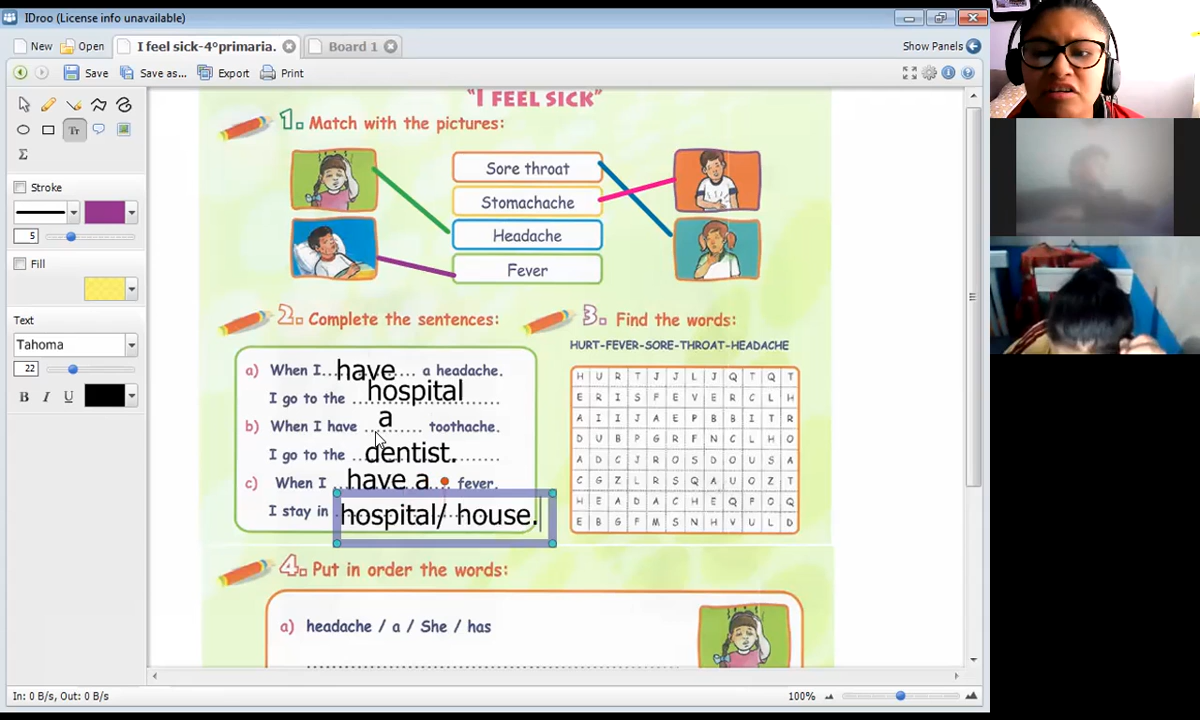 IDroo (License info unavailable)
New Open I feel sick-4°primaria. Board 1 Show Panels
Save Save as... Export Print
Tr
Σ
Stroke
5
Fill
Text
Tahoma
22
B I U
"I FEEL SICK"
1. Match with the pictures:
Sore throat
Stomachache
Headache
Fever
2. Complete the sentences:
a) When I... have .... a headache.
I go to the ... hospital ......
b) When I have ... a ... toothache.
I go to the ... dentist. ......
c) When I ... have a ... fever.
I stay in hospital/ house.
3. Find the words:
HURT-FEVER-SORE-THROAT-HEADACHE
H U R T J J L J Q T Q T
E R I S F E V E R C L H
A I I J A E P B B I T R
D U B P G R F N C L H O
A D C J R O S D O U S A
C G Z L R S Q A U O Z T
H E A D A C H E Q F O Q
E B G F M S N H V U L D
4. Put in order the words:
a) headache / a / She / has
In: 0 B/s, Out: 0 B/s
100%